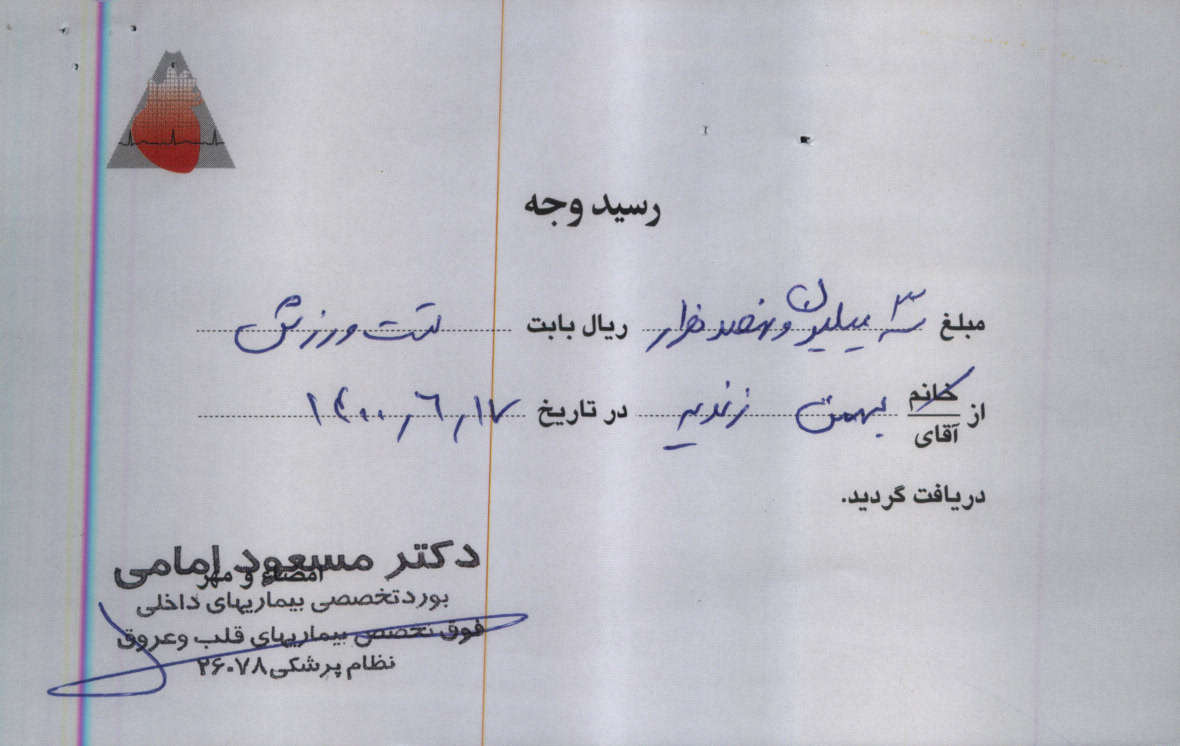 رسید وجه
مبلغ ۳ میلیون و نهصد هزار ریال بابت تست ورزش
از خانم آقای بهمن زندیه در تاریخ ۱۴۰۰,۶,۱۷
دریافت گردید.
دکتر مسعود امامی
امضاء و مهر
بورد تخصصی بیماریهای داخلی
فوق تخصص بیماریهای قلب وعروق
نظام پزشکی ۲۶۰۷۸